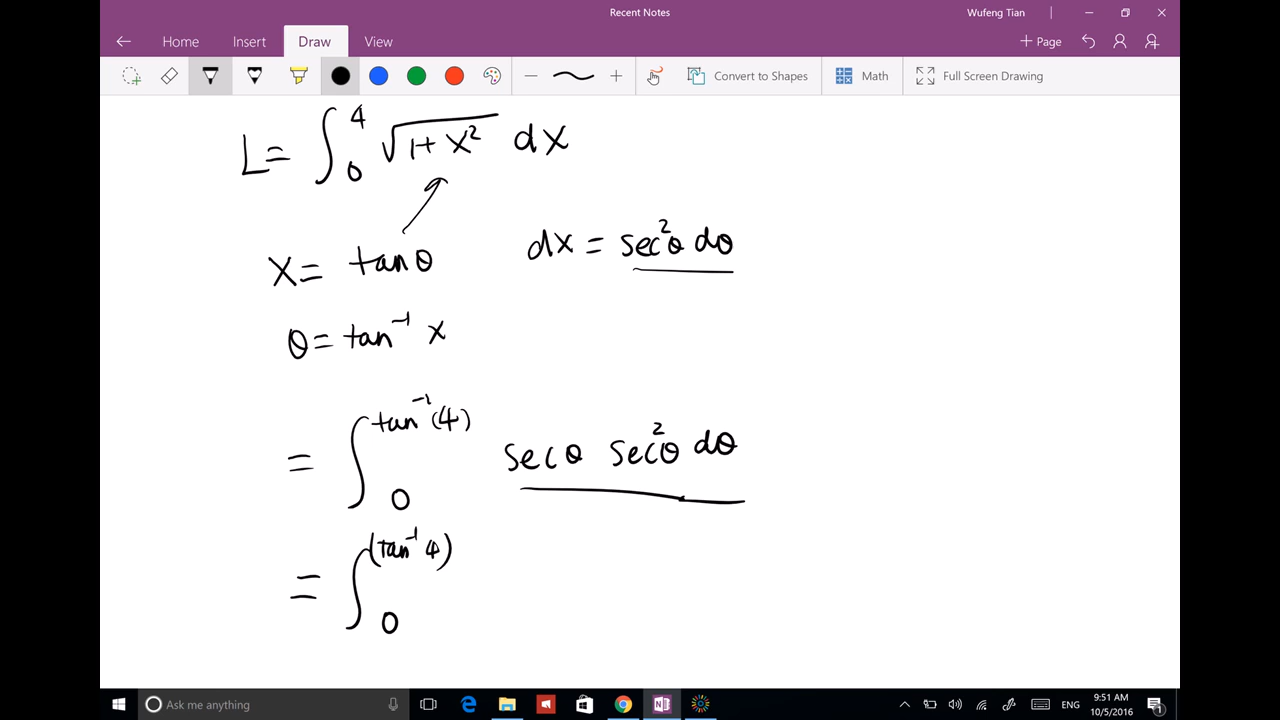 Recent Notes
Wufeng Tian
Home Insert Draw View
+ Page
Convert to Shapes Math Full Screen Drawing
L = ∫₀⁴ √(1+x²) dx
x = tanθ dx = sec²θ dθ
θ = tan⁻¹ x
= ∫₀^tan⁻¹(4) secθ sec²θ dθ
= ∫₀^(tan⁻¹ 4)
Ask me anything
ENG
9:51 AM
10/5/2016
1